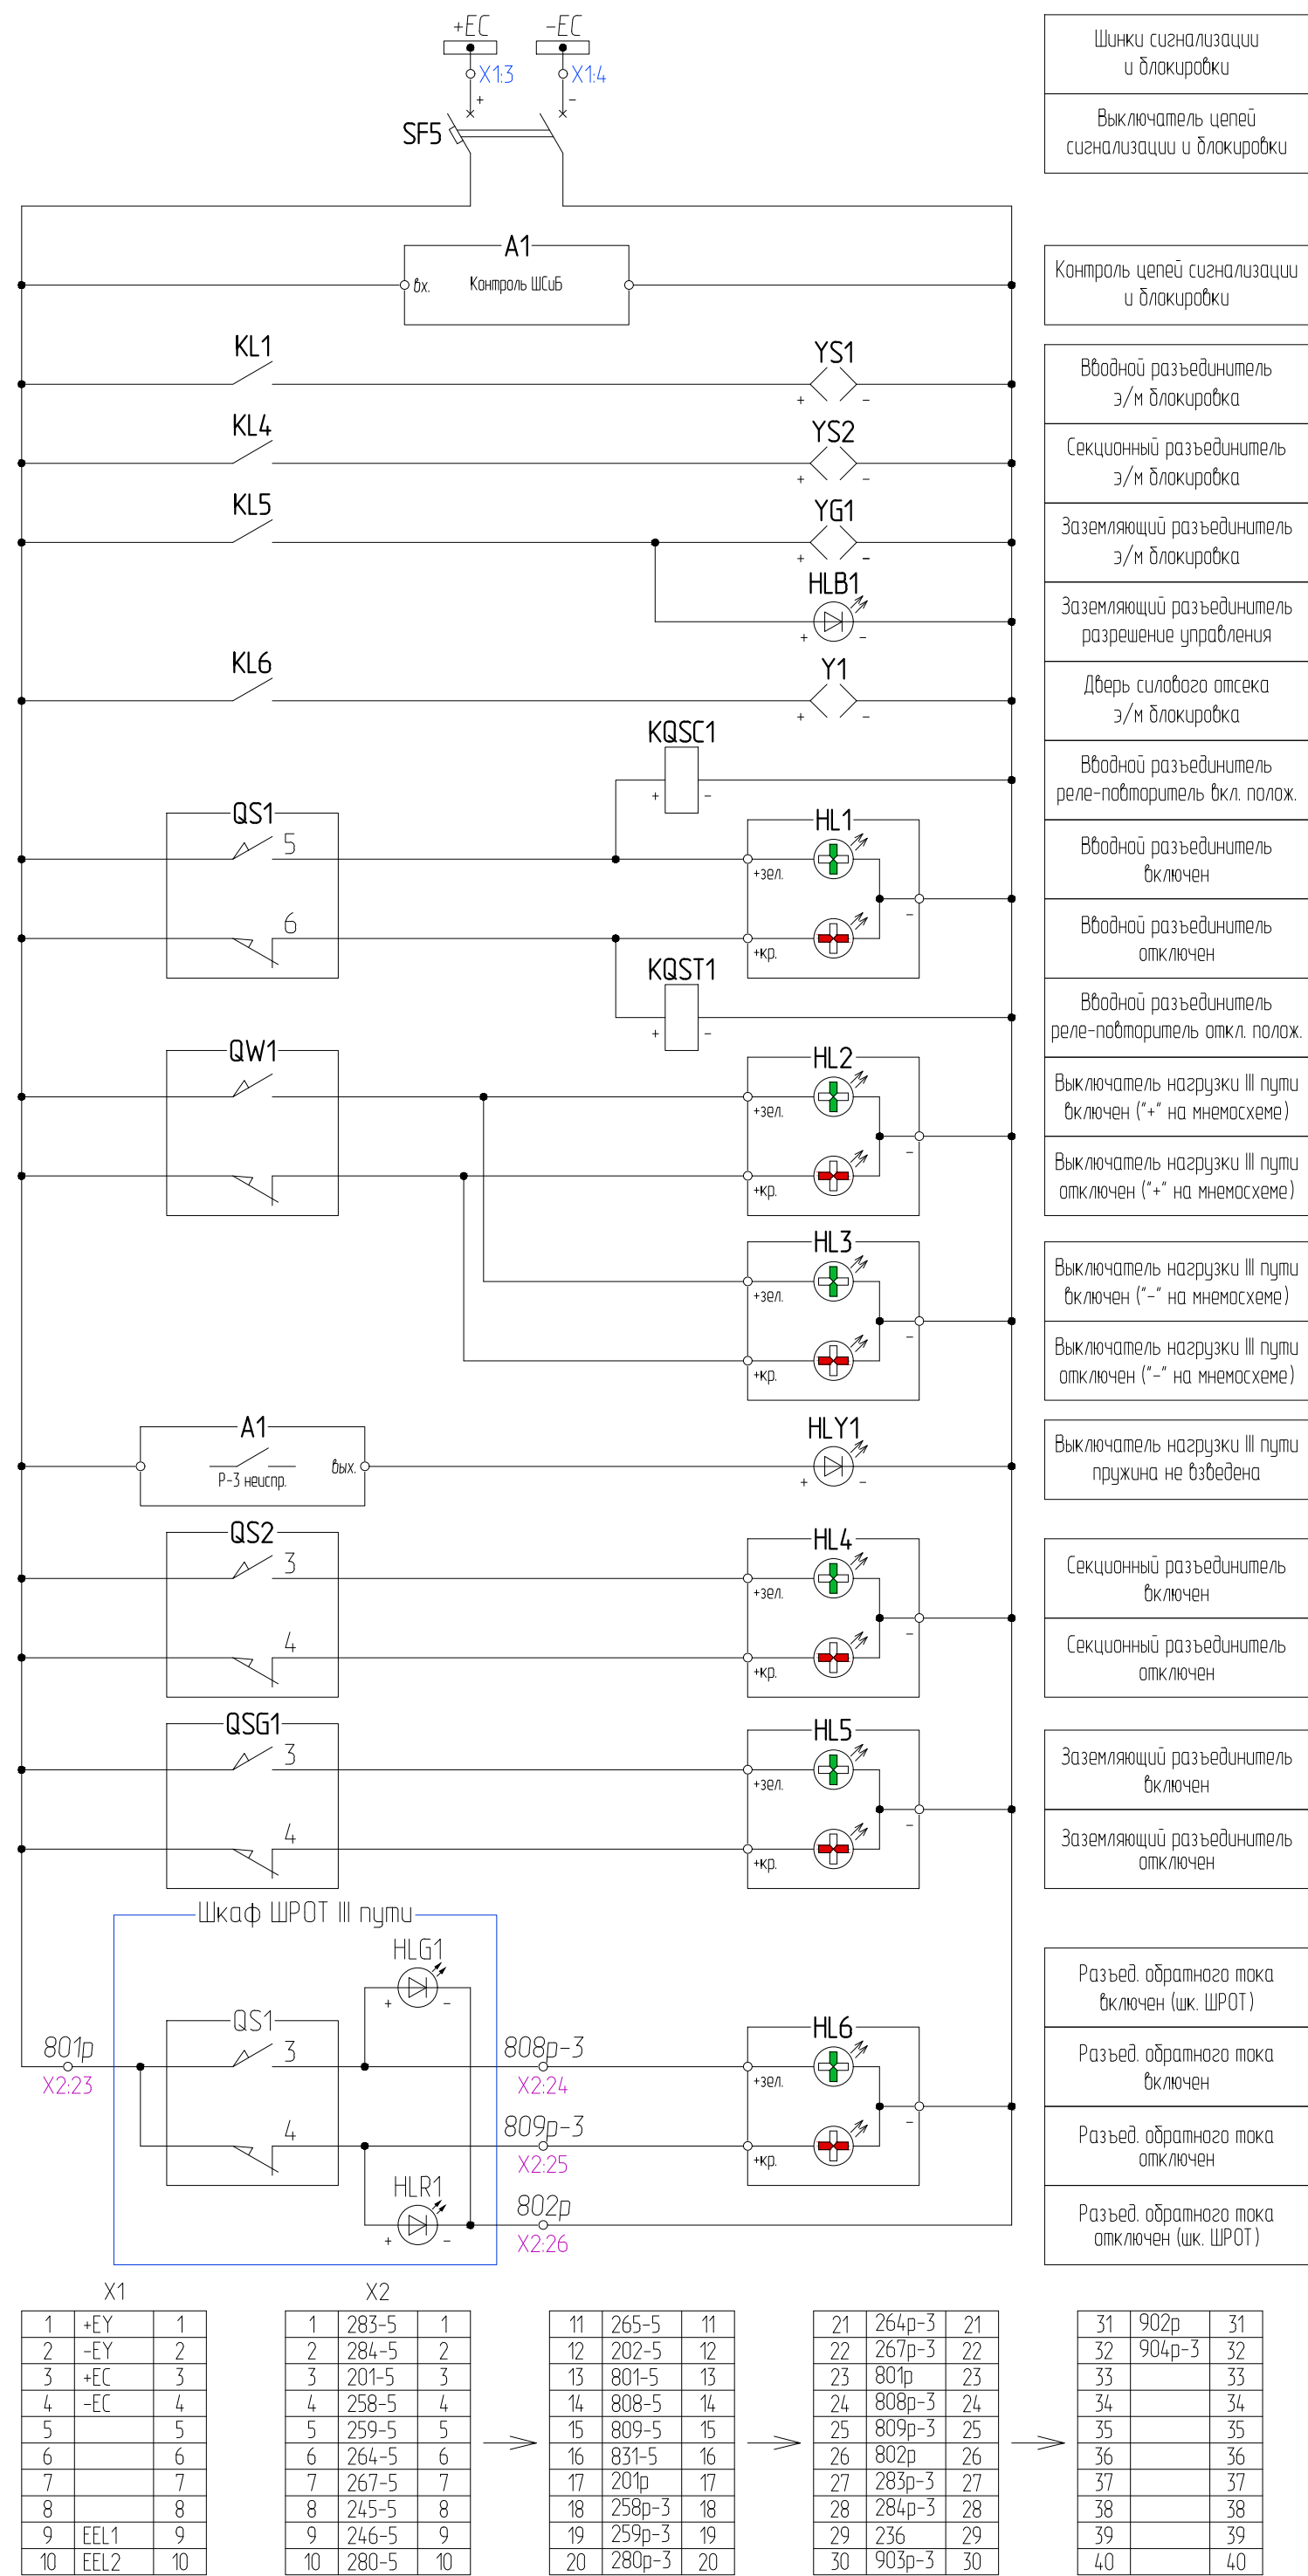 +ЕС
-ЕС
X1:3
X1:4
+
-
SF5
Шинки сигнализации
и блокировки
Выключатель цепей
сигнализации и блокировки
A1
вх.
Контроль ШСиБ
Контроль цепей сигнализации
и блокировки
KL1
YS1
+
-
Вводной разъединитель
э/м блокировка
KL4
YS2
+
-
Секционный разъединитель
э/м блокировка
KL5
YG1
+
-
Заземляющий разъединитель
э/м блокировка
HLB1
+
-
Заземляющий разъединитель
разрешение управления
KL6
Y1
+
-
Дверь силового отсека
э/м блокировка
KQSC1
+
-
Вводной разъединитель
реле-повторитель вкл. полож.
QS1
5
HL1
+зел.
Вводной разъединитель
включен
6
+кр.
-
Вводной разъединитель
отключен
KQST1
+
-
Вводной разъединитель
реле-повторитель откл. полож.
QW1
HL2
+зел.
Выключатель нагрузки III пути
включен ("+" на мнемосхеме)
+кр.
-
Выключатель нагрузки III пути
отключен ("+" на мнемосхеме)
HL3
+зел.
Выключатель нагрузки III пути
включен ("-" на мнемосхеме)
+кр.
-
Выключатель нагрузки III пути
отключен ("-" на мнемосхеме)
A1
Р-3 неиспр.
вых.
HLY1
+
-
Выключатель нагрузки III пути
пружина не взведена
QS2
3
HL4
+зел.
Секционный разъединитель
включен
4
+кр.
-
Секционный разъединитель
отключен
QSG1
3
HL5
+зел.
Заземляющий разъединитель
включен
4
+кр.
-
Заземляющий разъединитель
отключен
Шкаф ШРОТ III пути
HLG1
+
-
Разъед. обратного тока
включен (шк. ШРОТ)
801р
X2:23
QS1
3
808р-3
X2:24
HL6
+зел.
Разъед. обратного тока
включен
4
809р-3
X2:25
+кр.
-
Разъед. обратного тока
отключен
HLR1
+
-
802р
X2:26
Разъед. обратного тока
отключен (шк. ШРОТ)
X1
1 +EY 1
2 -EY 2
3 +EC 3
4 -EC 4
5 5
6 6
7 7
8 8
9 EEL1 9
10 EEL2 10
X2
1 283-5 1
2 284-5 2
3 201-5 3
4 258-5 4
5 259-5 5
6 264-5 6
7 267-5 7
8 245-5 8
9 246-5 9
10 280-5 10
11 265-5 11
12 202-5 12
13 801-5 13
14 808-5 14
15 809-5 15
16 831-5 16
17 201р 17
18 258р-3 18
19 259р-3 19
20 280р-3 20
21 264р-3 21
22 267р-3 22
23 801р 23
24 808р-3 24
25 809р-3 25
26 802р 26
27 283р-3 27
28 284р-3 28
29 236 29
30 903р-3 30
31 902р 31
32 904р-3 32
33 33
34 34
35 35
36 36
37 37
38 38
39 39
40 40